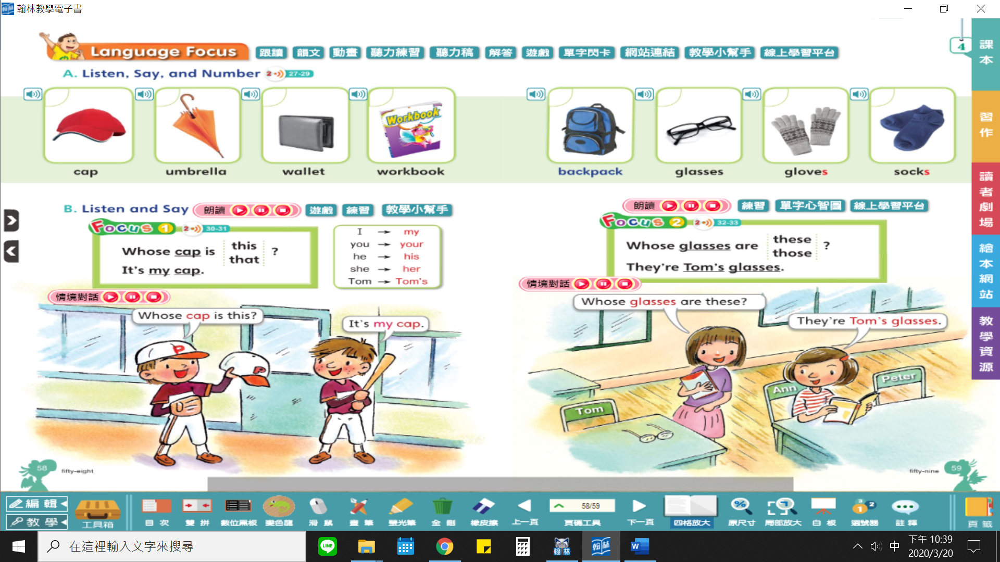 翰林教學電子書
Language Focus
跟讀 韻文 動畫 聽力練習 聽力稿 解答 遊戲 單字閃卡 網站連結 教學小幫手 線上學習平台
A. Listen, Say, and Number 2 27-29
Workbook
cap umbrella wallet workbook backpack glasses gloves socks
B. Listen and Say 朗讀 遊戲 練習 教學小幫手
Focus 1 2 30-31
Whose cap is this that ?
It's my cap.
I → my
you → your
he → his
she → her
Tom → Tom's
情境對話
Whose cap is this?
It's my cap.
P
P
58 fifty-eight
朗讀 練習 單字心智圖 線上學習平台
Focus 2 2 32-33
Whose glasses are these those ?
They're Tom's glasses.
情境對話
Whose glasses are these?
They're Tom's glasses.
Tom
Ann
Peter
fifty-nine 59
4
課本
習作
讀者劇場
繪本網站
教學資源
編輯
教學
工具箱
目次 雙拼 數位黑板 變色龍 滑鼠 畫筆 螢光筆 全刪 橡皮擦 上一頁 58/59 頁碼工具 下一頁 四格放大 原尺寸 局部放大 白板 選號器 註釋 頁籤
在這裡輸入文字來搜尋
LINE
翰林
翰林
W
中
下午 10:39
2020/3/20